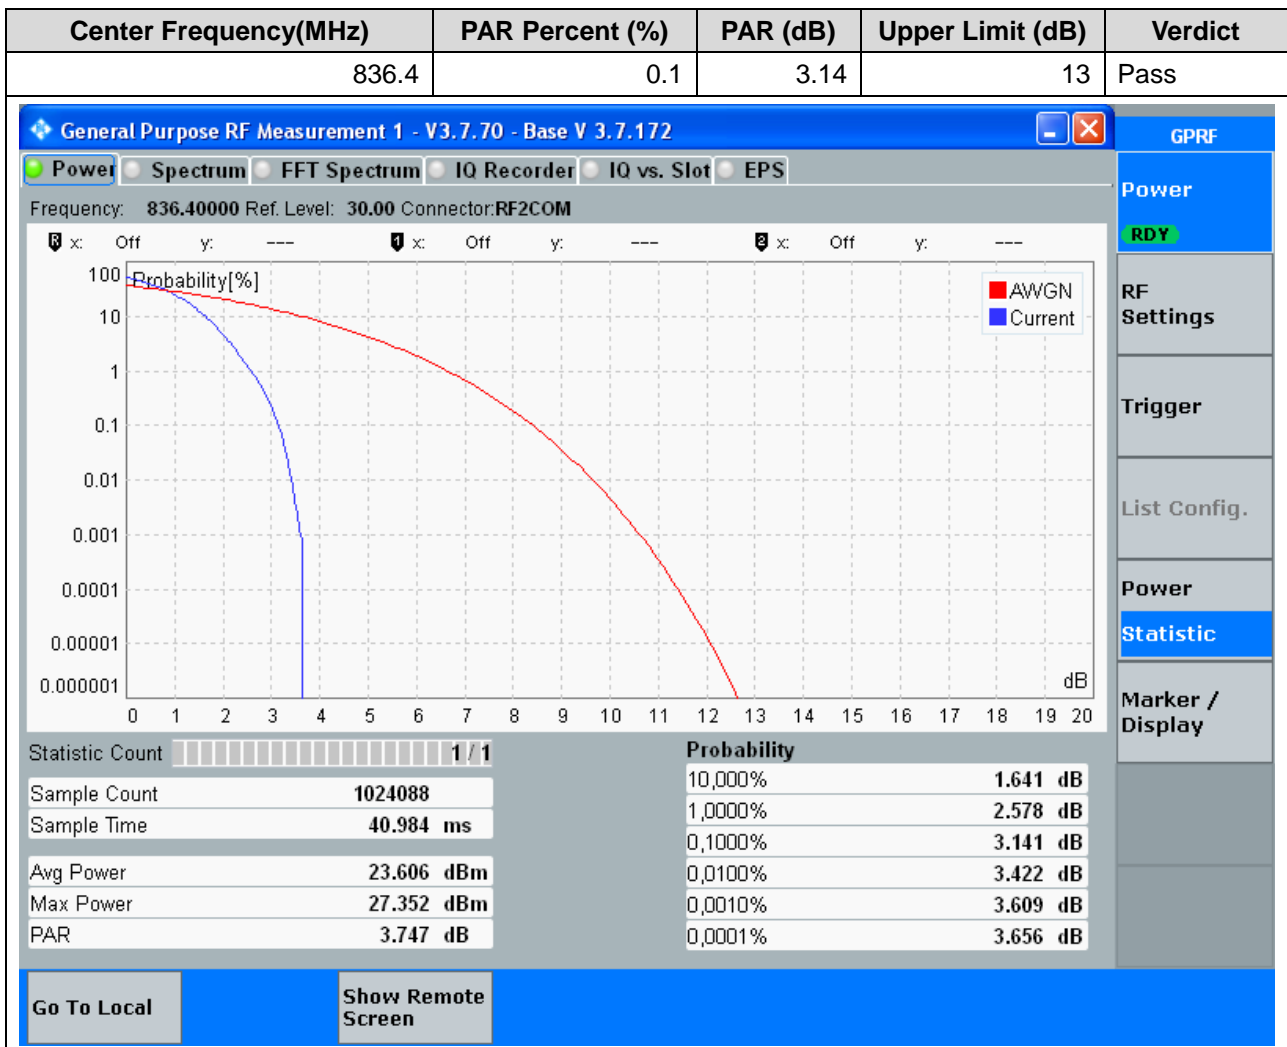 Center Frequency(MHz) PAR Percent (%) PAR (dB) Upper Limit (dB) Verdict
836.4 0.1 3.14 13 Pass
General Purpose RF Measurement 1 - V3.7.70 - Base V 3.7.172
GPRF
Power Spectrum FFT Spectrum IQ Recorder IQ vs. Slot EPS
Power
RDY
Frequency: 836.40000 Ref. Level: 30.00 Connector:RF2COM
R x: Off y: --- 1 x: Off y: --- 2 x: Off y: ---
Probability[%]
AWGN
Current
100
10
1
0.1
0.01
0.001
0.0001
0.00001
0.000001
dB
0 1 2 3 4 5 6 7 8 9 10 11 12 13 14 15 16 17 18 19 20
RF
Settings
Trigger
List Config.
Power
Statistic
Marker /
Display
Statistic Count 1 / 1
Sample Count 1024088
Sample Time 40.984 ms
Avg Power 23.606 dBm
Max Power 27.352 dBm
PAR 3.747 dB
Probability
10,000% 1.641 dB
1,0000% 2.578 dB
0,1000% 3.141 dB
0,0100% 3.422 dB
0,0010% 3.609 dB
0,0001% 3.656 dB
Go To Local
Show Remote
Screen